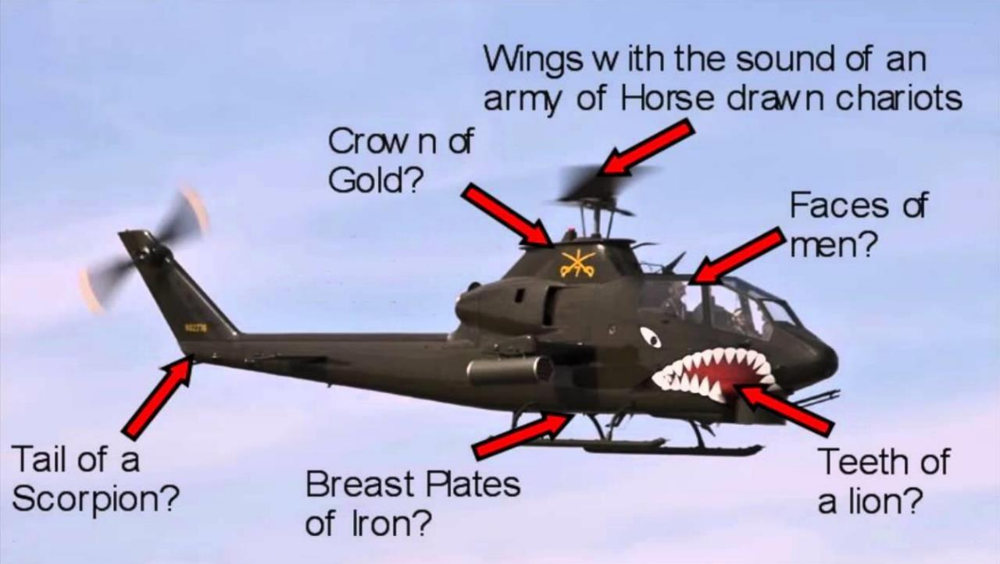 Wings with the sound of an
army of Horse drawn chariots
Crown of
Gold?
Faces of
men?
Tail of a
Scorpion?
Breast Plates
of Iron?
Teeth of
a lion?
7